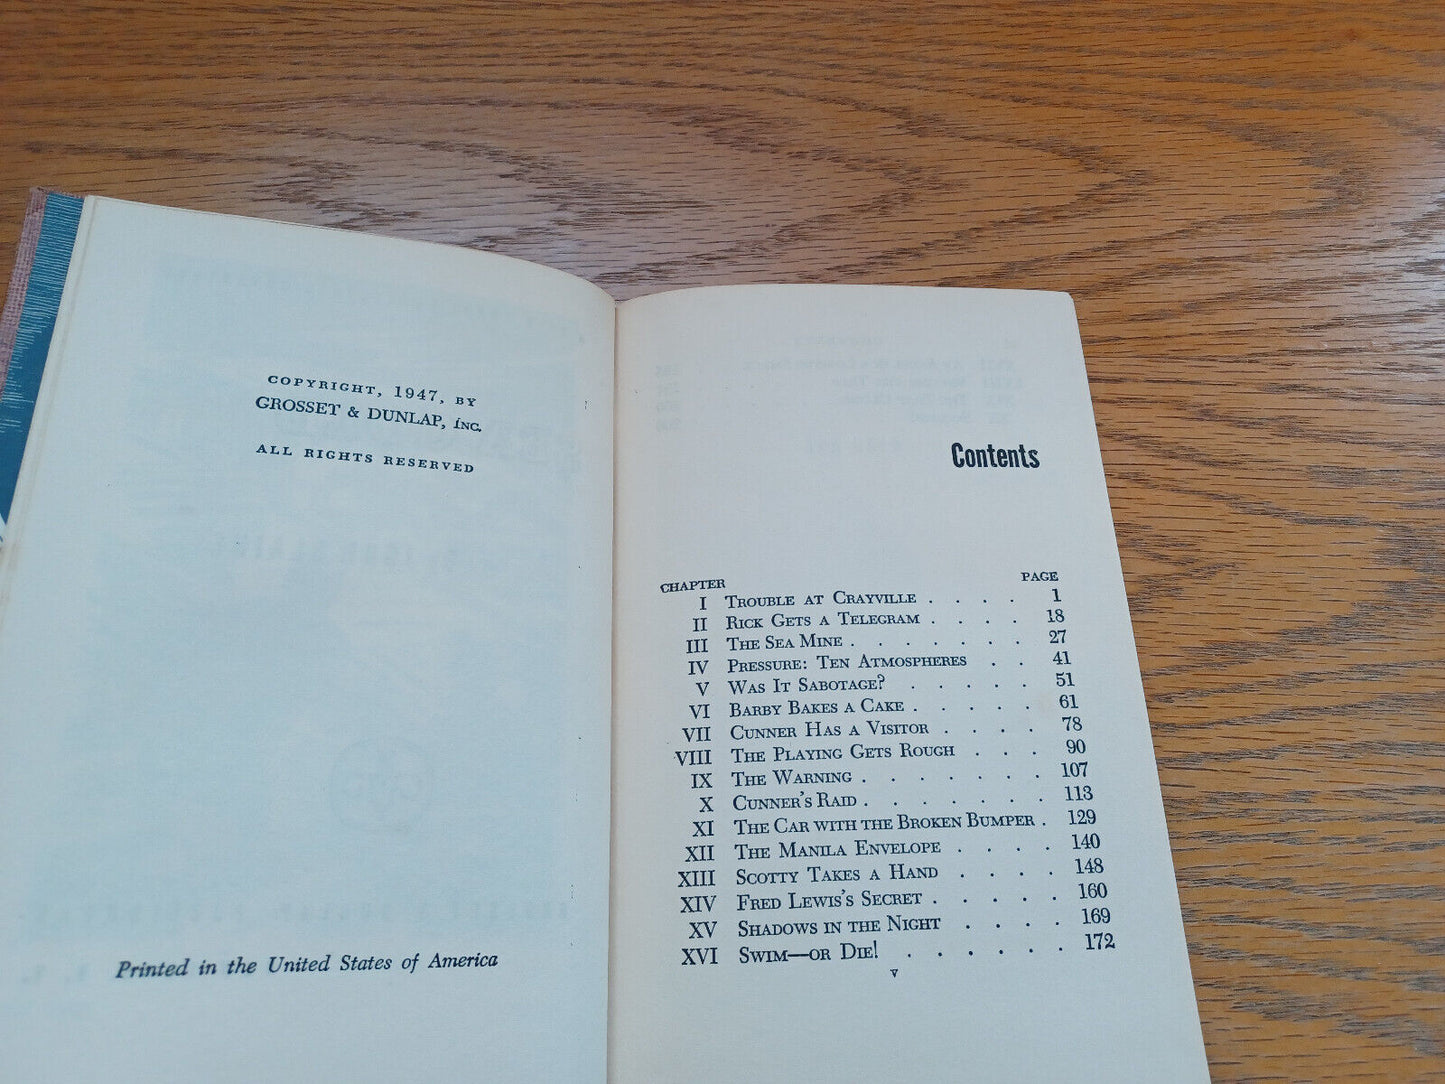 COPYRIGHT, 1947, BY
GROSSET & DUNLAP, INC.
ALL RIGHTS RESERVED
Printed in the United States of America
Contents
CHAPTER PAGE
I TROUBLE AT CRAYVILLE . . . . 1
II RICK GETS A TELEGRAM . . . . 18
III THE SEA MINE . . . . . . . 27
IV PRESSURE: TEN ATMOSPHERES . . 41
V WAS IT SABOTAGE? . . . . . 51
VI BARBY BAKES A CAKE . . . . . 61
VII CUNNER HAS A VISITOR . . . . 78
VIII THE PLAYING GETS ROUGH . . . 90
IX THE WARNING . . . . . . . 107
X CUNNER'S RAID . . . . . . . 113
XI THE CAR WITH THE BROKEN BUMPER . 129
XII THE MANILA ENVELOPE . . . . 140
XIII SCOTTY TAKES A HAND . . . . 148
XIV FRED LEWIS'S SECRET . . . . . 160
XV SHADOWS IN THE NIGHT . . . . 169
XVI SWIM—OR DIE! . . . . . . 172
v